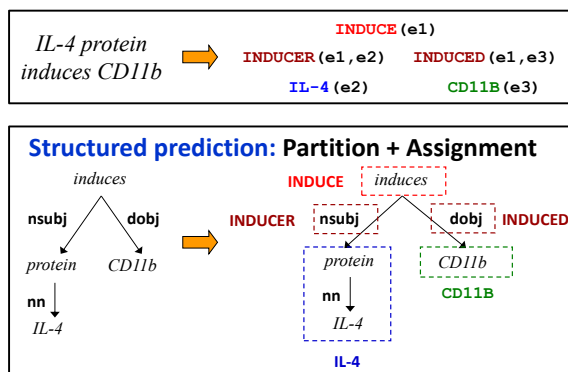 IL-4 protein
induces CD11b
INDUCE(e1)
INDUCER(e1,e2) INDUCED(e1,e3)
IL-4(e2) CD11B(e3)
Structured prediction: Partition + Assignment
induces
nsubj dobj
protein CD11b
nn
IL-4
INDUCE induces
INDUCER nsubj dobj INDUCED
protein CD11b
nn CD11B
IL-4
IL-4